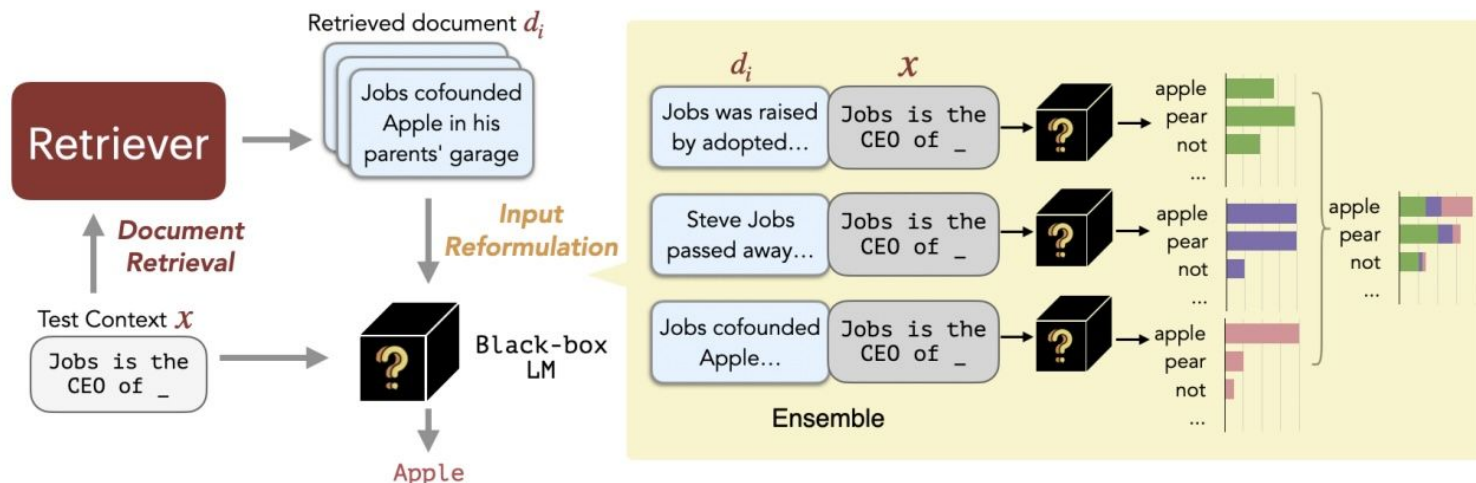 Retrieved document d_i
Retriever
Jobs cofounded
Apple in his
parents' garage
Document
Retrieval
Input
Reformulation
Test Context x
Jobs is the
CEO of _
?
Black-box
LM
Apple
d_i
x
Jobs was raised
by adopted...
Jobs is the
CEO of _
?
apple
pear
not
...
Steve Jobs
passed away...
Jobs is the
CEO of _
?
apple
pear
not
...
Jobs cofounded
Apple...
Jobs is the
CEO of _
?
apple
pear
not
...
apple
pear
not
...
Ensemble